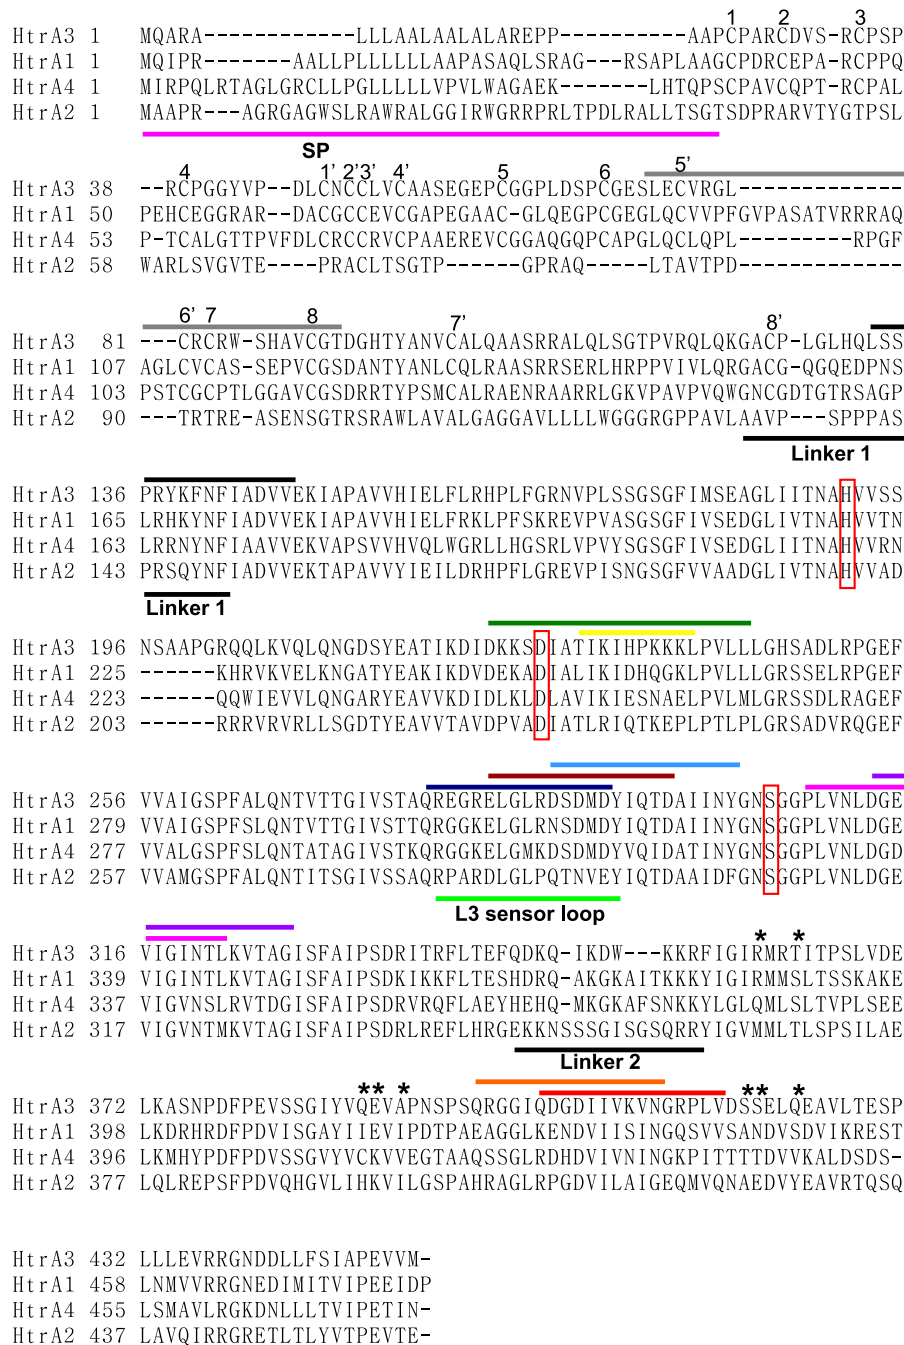 1 2 3
HtrA3 1 MQARA----------LLLAALAALALAREPP---------AAPCPARCDVS-RCPSP
HtrA1 1 MQIPR------AALLPLLLLLLLAAPASAQLSRAG---RSAPLAAGCPDRCEPA-RCPPQ
HtrA4 1 MIRPQLRTAGLGRCLLPGLLLLLVPVLWAGAEK-------LHTQPSCPAVCQPT-RCPAL
HtrA2 1 MAAPR---AGRGAGWSLRAWRALGGIRWGRRPRLTPDLRALLTSGTSDPRARVTYGTPSL
SP
4 1’ 2’ 3’ 4’ 5 6 5’
HtrA3 38 --RCPGGYVP--DLCNCCLVCAASEGEPCGGPLDSPCGESLECVRGL-----------
HtrA1 50 PEHCEGGRAR--DACGCCEVCGAPEGAAC-GLQEGPCGEGLQCVVPFGVPASATVRRRAQ
HtrA4 53 P-TCALGTTPVFDLCRCCRVCPAAEREVCGGAQGQPCAPGLQCLQPL--------RPGF
HtrA2 58 WARLSVGVTE----PRACLTSGTP------GPRAQ---LTAVTPD-----------
6’ 7 8 7’ 8’
HtrA3 81 ---CRCRW-SHAVCGTDGHTYANVCALQAASRRALQLSGTPVRQLQKGACP-LGLHQLSS
HtrA1 107 AGLCVCAS-SEPVCGSDANTYANLCQLRAASRRSERLHRPPVIVLQRGACG-QGQEDPNS
HtrA4 103 PSTCGCPTLGGAVCGSDRRTYPSMCALRAENRAARRLGKVPAVPVQWGNCGDTGTRSAGP
HtrA2 90 ---TRTRE-ASENSGTRSRAWLAVALGAGGAVLLLLWGGGRGPPAVLAAVP---SPPPAS
Linker 1
HtrA3 136 PRYKFNFIADVVEKIAPAVVHIELFLRHPLFGRNVPLSSGSGFIMSEAGLIITNAHVVSS
HtrA1 165 LRHKYNFIADVVEKIAPAVVHIELFRKLPFSKREVPVASGSGFIVSEDGLIVTNAHVVTN
HtrA4 163 LRRNYNFIAAVVEKVAPSVVHVQLWGRLLHGSRLVPVYSGSGFIVSEDGLIITNAHVVRN
HtrA2 143 PRSQYNFIADVVEKTAPAVVYIEILDRHPFLGREVPISNGSGFVVAADGLIVTNAHVVAD
Linker 1
HtrA3 196 NSAAPGRQQLKVQLQNGDSYEATIKDIDKKSDIATIKIHPKKKLPVLLLGHSADLRPGEF
HtrA1 225 ------KHRVKVELKNGATYEAKIKDVDEKADIALIKIDHQGKLPVLLLGRSSELRPGEF
HtrA4 223 ------QQWIEVVLQNGARYEAVVKDIDLKLDLAVIKIESNAELPVLMLGRSSDLRAGEF
HtrA2 203 ------RRRVRVRLLSGDTYEAVVTAVDPVADIATLRIQTKEPLPTLPLGRSADVRQGEF
HtrA3 256 VVAIGSPFALQNTVTTGIVSTAQREGRELGLRDSDMDYIQTDAIINYGNSGGPLVNLDGE
HtrA1 279 VVAIGSPFSLQNTVTTGIVSTTQRGGKELGLRNSDMDYIQTDAIINYGNSGGPLVNLDGE
HtrA4 277 VVALGSPFSLQNTATAGIVSTKQRGGKELGMKDSDMDYVQIDATINYGNSGGPLVNLDGD
HtrA2 257 VVAMGSPFALQNTITSGIVSSAQRPARDLGLPQTNVEYIQTDAAIDFGNSGGPLVNLDGE
L3 sensor loop
* *
HtrA3 316 VIGINTLKVTAGISFAIPSDRITRFLTEFQDKQ-IKDW---KKRFIGIRMRTITPSLVDE
HtrA1 339 VIGINTLKVTAGISFAIPSDKIKKFLTESHDRQ-AKGKAITKKKYIGIRMMSLTSSKAKE
HtrA4 337 VIGVNSLRVTDGISFAIPSDRVRQFLAEYHEHQ-MKGKAFSNKKYLGLQMLSLTVPLSEE
HtrA2 317 VIGVNTMKVTAGISFAIPSDRLREFLHRGEKKNSSSGISGSQRRYIGVMMLTLSPSILAE
Linker 2
** * ** *
HtrA3 372 LKASNPDFPEVSSGIYVQEVAPNSPSQRGGIQDGDIIVKVNGRPLVDSSELQEAVLTESP
HtrA1 398 LKDRHRDFPDVISGAYIIEVIPDTPAEAGGLKENDVIISINGQSVVSANDVSDVIKREST
HtrA4 396 LKMHYPDFPDVSSGVYVCKVVEGTAAQSSGLRDHDVIVNINGKPITTTTDVVKALDSDS-
HtrA2 377 LQLREPSFPDVQHGVLIHKVILGSPAHRAGLRPGDVILAIGEQMVQNAEDVYEAVRTQSQ
HtrA3 432 LLLEVRRGNDDLLFSIAPEVVM-
HtrA1 458 LNMVVRRGNEDIMITVIPEEIDP
HtrA4 455 LSMAVLRGKDNLLLTVIPETIN-
HtrA2 437 LAVQIRRGRETLTLYVTPEVTE-